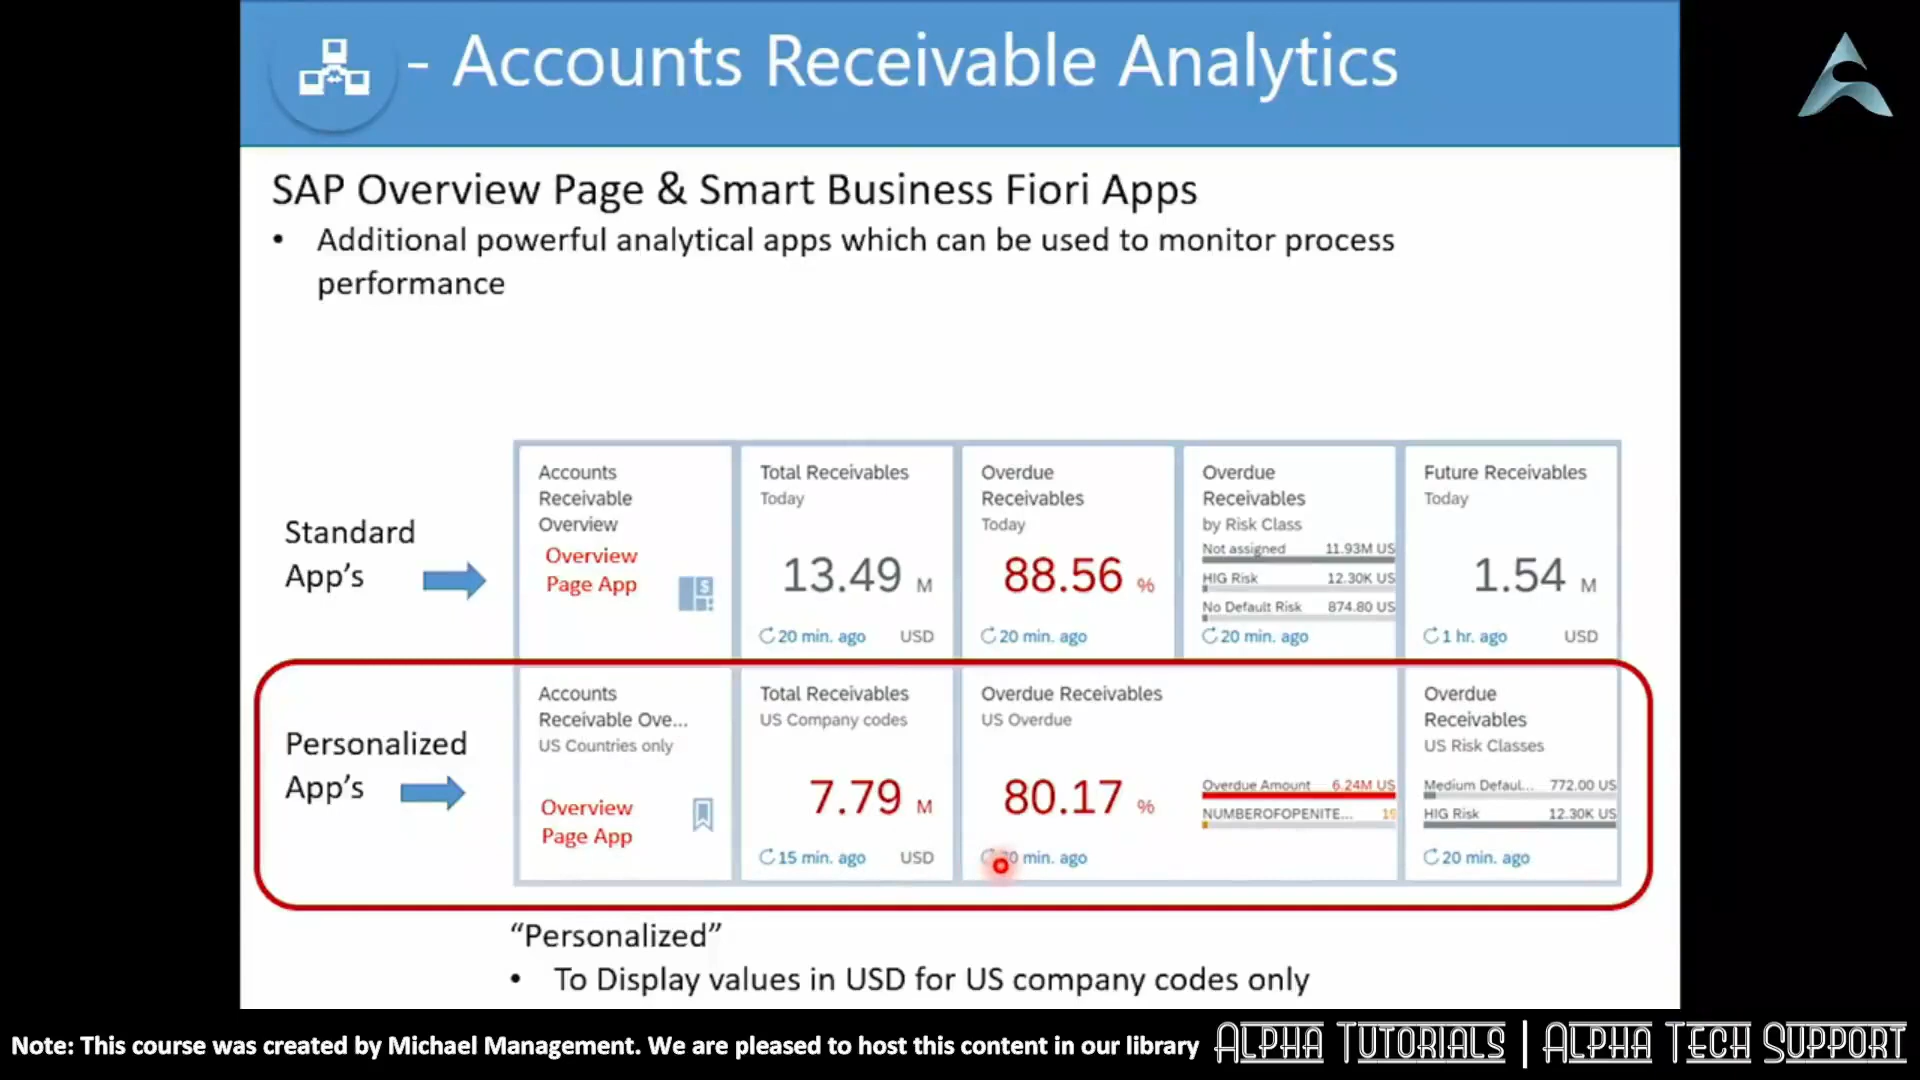 - Accounts Receivable Analytics
SAP Overview Page & Smart Business Fiori Apps
• Additional powerful analytical apps which can be used to monitor process
performance
Standard
App's
Accounts
Receivable
Overview
Overview
Page App
$
Total Receivables
Today
13.49 M
20 min. ago USD
Overdue
Receivables
Today
88.56 %
20 min. ago
Overdue
Receivables
by Risk Class
Not assigned 11.93M US
HIG Risk 12.30K US
No Default Risk 874.80 US
20 min. ago
Future Receivables
Today
1.54 M
1 hr. ago USD
Personalized
App's
Accounts
Receivable Ove...
US Countries only
Overview
Page App
Total Receivables
US Company codes
7.79 M
15 min. ago USD
Overdue Receivables
US Overdue
80.17 %
min. ago
Overdue Amount 6.24M US
NUMBEROFOPENITE... 19
Overdue
Receivables
US Risk Classes
Medium Defaul... 772.00 US
HIG Risk 12.30K US
20 min. ago
“Personalized”
• To Display values in USD for US company codes only
Note: This course was created by Michael Management. We are pleased to host this content in our library
ALPHA TUTORIALS | ALPHA TECH SUPPORT